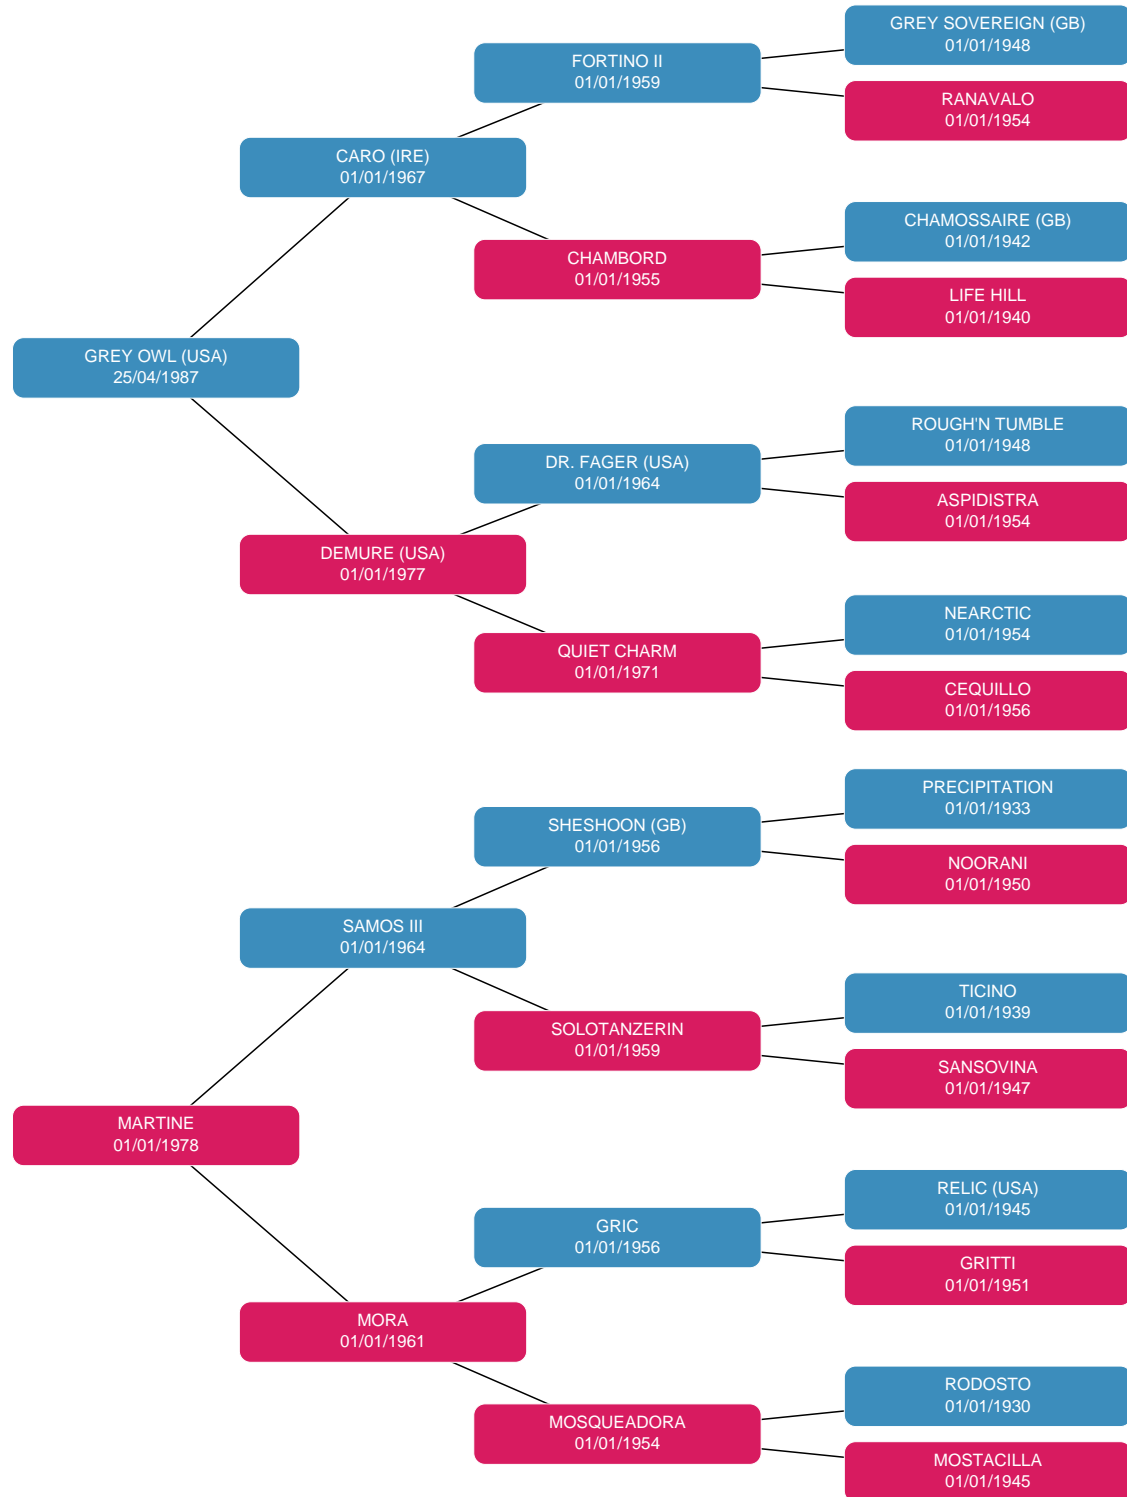 GREY SOVEREIGN (GB)
01/01/1948
FORTINO II
01/01/1959
RANAVALO
01/01/1954
CARO (IRE)
01/01/1967
CHAMOSSAIRE (GB)
01/01/1942
CHAMBORD
01/01/1955
LIFE HILL
01/01/1940
GREY OWL (USA)
25/04/1987
ROUGH'N TUMBLE
01/01/1948
DR. FAGER (USA)
01/01/1964
ASPIDISTRA
01/01/1954
DEMURE (USA)
01/01/1977
NEARCTIC
01/01/1954
QUIET CHARM
01/01/1971
CEQUILLO
01/01/1956
PRECIPITATION
01/01/1933
SHESHOON (GB)
01/01/1956
NOORANI
01/01/1950
SAMOS III
01/01/1964
TICINO
01/01/1939
SOLOTANZERIN
01/01/1959
SANSOVINA
01/01/1947
MARTINE
01/01/1978
RELIC (USA)
01/01/1945
GRIC
01/01/1956
GRITTI
01/01/1951
MORA
01/01/1961
RODOSTO
01/01/1930
MOSQUEADORA
01/01/1954
MOSTACILLA
01/01/1945